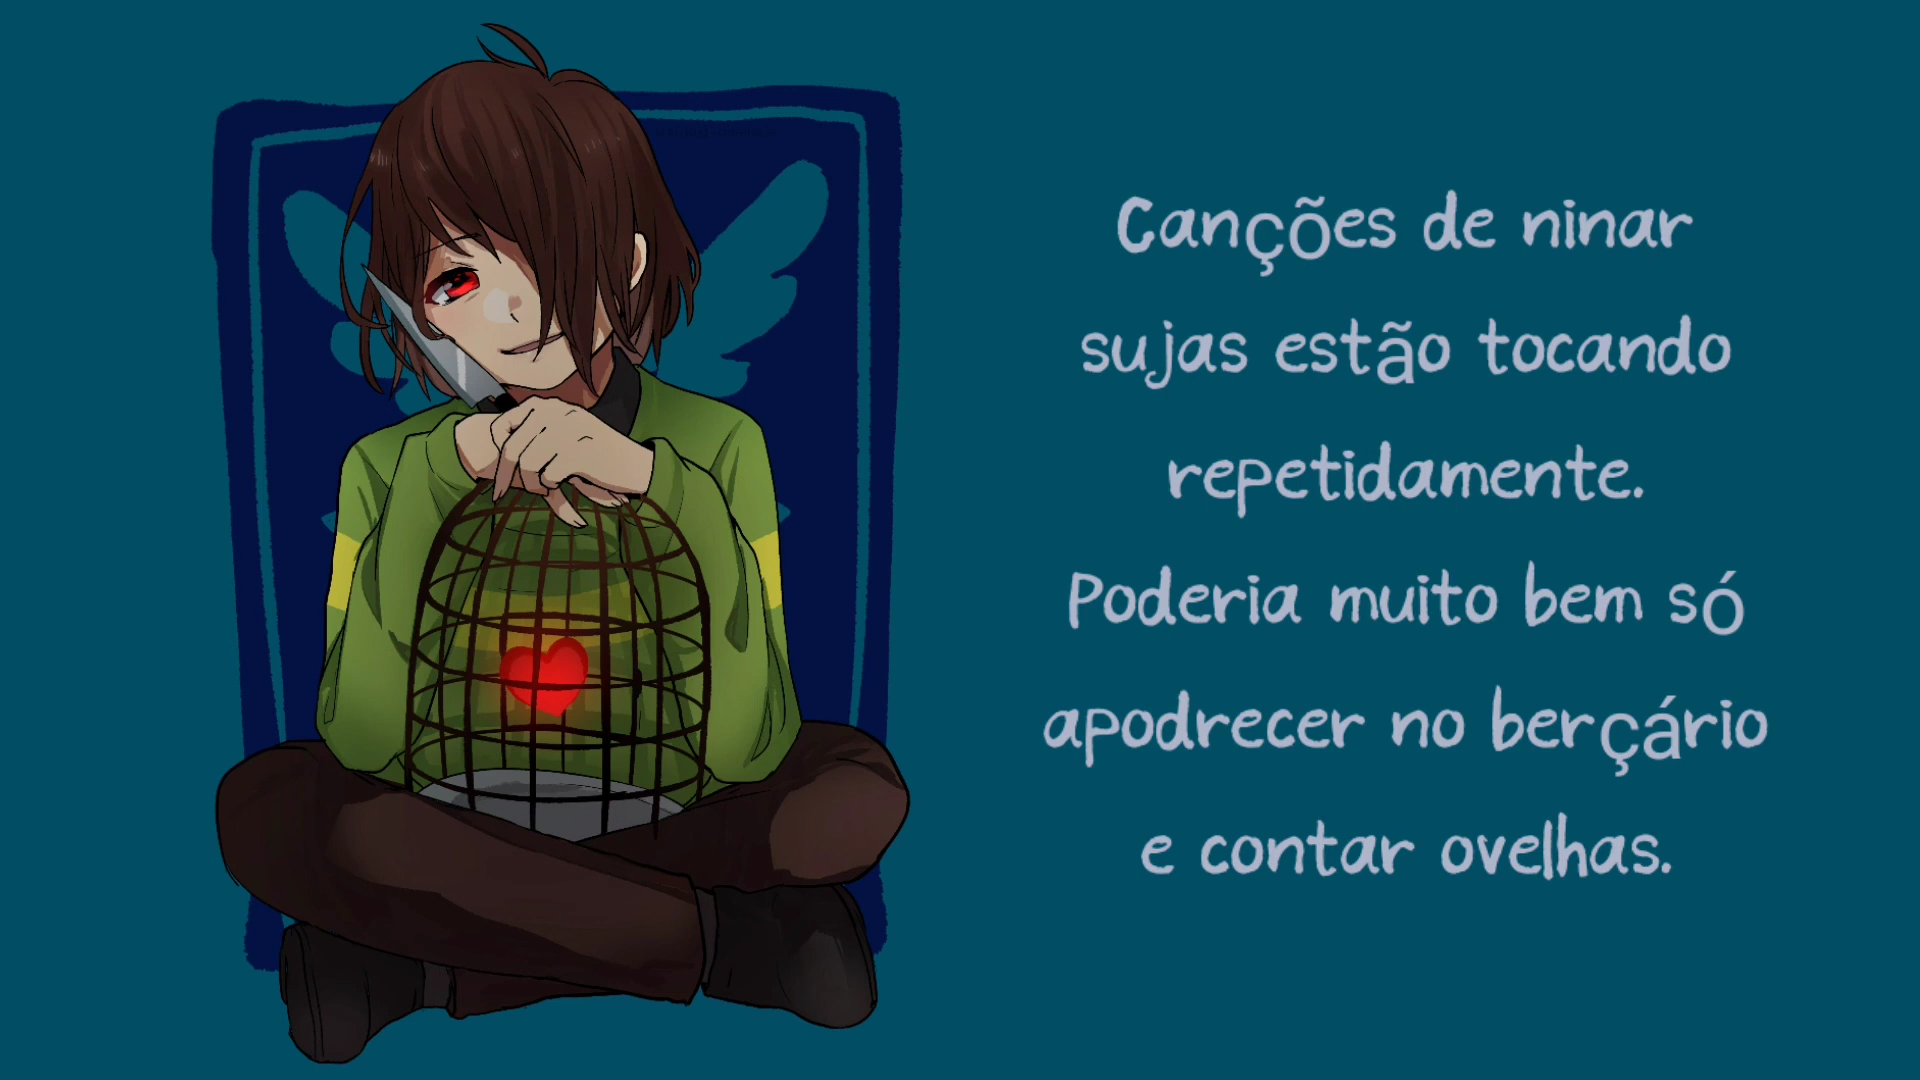 Canções de ninar
sujas estão tocando
repetidamente.
Poderia muito bem só
apodrecer no berçário
e contar ovelhas.